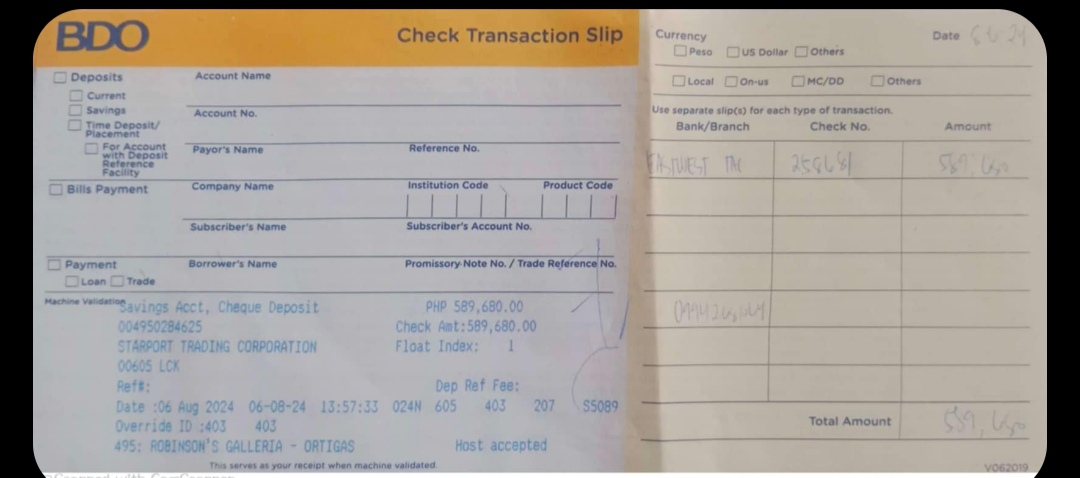 BDO
Check Transaction Slip
Deposits
Current
Savings
Time Deposit/
Placement
For Account
with Deposit
Reference
Facility
Account Name
Account No.
Payor's Name Reference No.
Bills Payment Company Name Institution Code Product Code
Subscriber's Name Subscriber's Account No.
Payment Borrower's Name Promissory Note No. / Trade Reference No.
Loan Trade
Machine Validation
Savings Acct, Cheque Deposit PHP 589,680.00
004950284625 Check Amt:589,680.00
STARPORT TRADING CORPORATION Float Index: 1
00605 LCK
Ref#: Dep Ref Fee:
Date :06 Aug 2024 06-08-24 13:57:33 024N 605 403 207 S5089
Override ID :403 403
495: ROBINSON'S GALLERIA - ORTIGAS Host accepted
This serves as your receipt when machine validated.
Currency Date
Peso US Dollar Others
Local On-us MC/DD Others
Use separate slip(s) for each type of transaction.
Bank/Branch Check No. Amount
EASTWEST
Total Amount
V062019